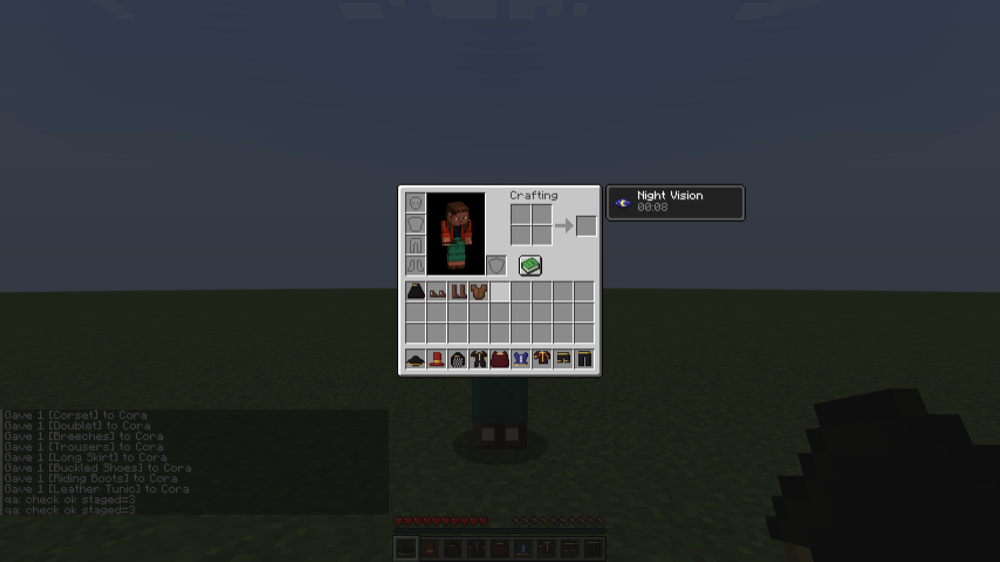 Crafting
Night Vision
00:08
Gave 1 [Corset] to Cora
Gave 1 [Doublet] to Cora
Gave 1 [Breeches] to Cora
Gave 1 [Trousers] to Cora
Gave 1 [Long Skirt] to Cora
Gave 1 [Buckled Shoes] to Cora
Gave 1 [Riding Boots] to Cora
Gave 1 [Leather Tunic] to Cora
qa: check ok staged=3
qa: check ok staged=3